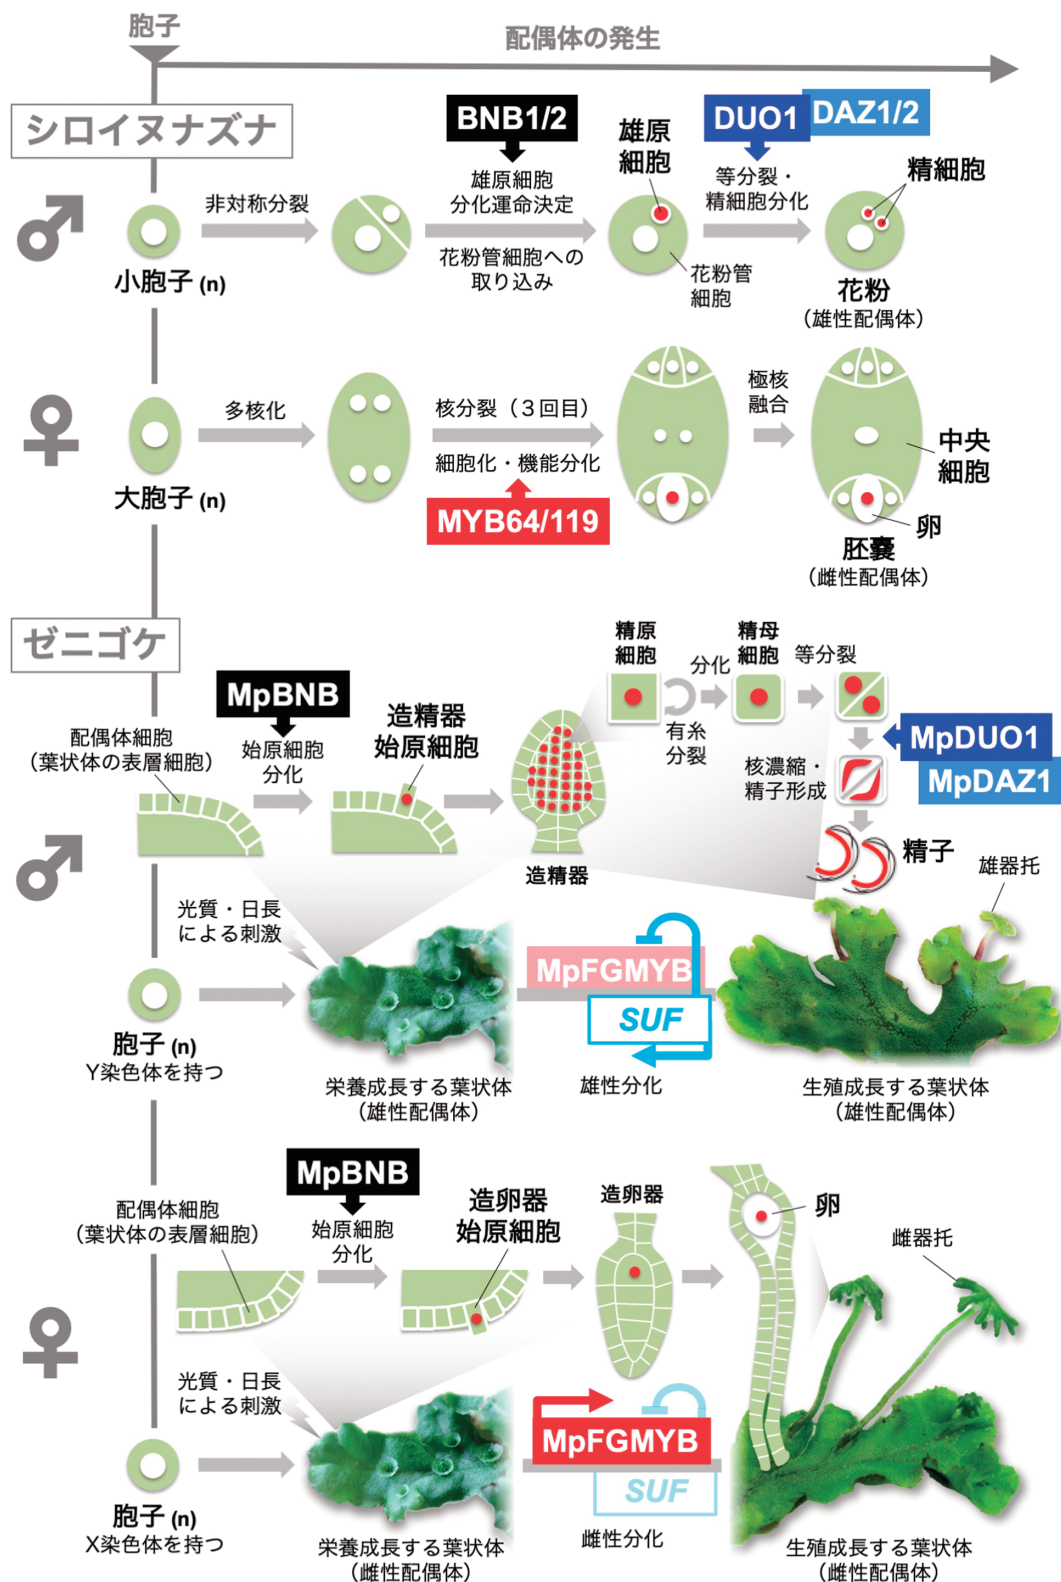 胞子
配偶体の発生
シロイヌナズナ
BNB1/2
DUO1
DAZ1/2
雄原
細胞
非対称分裂
雄原細胞
分化運命決定
等分裂・
精細胞分化
精細胞
花粉管細胞への
取り込み
花粉管
細胞
小胞子 (n)
花粉
(雄性配偶体)
多核化
核分裂（３回目）
細胞化・機能分化
極核
融合
中央
細胞
大胞子 (n)
MYB64/119
卵
胚嚢
(雌性配偶体)
ゼニゴケ
精原
細胞
分化
精母
細胞
等分裂
有糸
分裂
MpBNB
配偶体細胞
(葉状体の表層細胞)
始原細胞
分化
造精器
始原細胞
MpDUO1
MpDAZ1
核濃縮・
精子形成
造精器
精子
雄器托
光質・日長
による刺激
MpFGMYB
SUF
胞子 (n)
Y染色体を持つ
栄養成長する葉状体
(雄性配偶体)
雄性分化
生殖成長する葉状体
(雄性配偶体)
MpBNB
配偶体細胞
(葉状体の表層細胞)
始原細胞
分化
造卵器
始原細胞
造卵器
卵
雌器托
光質・日長
による刺激
MpFGMYB
SUF
胞子 (n)
X染色体を持つ
栄養成長する葉状体
(雌性配偶体)
雌性分化
生殖成長する葉状体
(雌性配偶体)